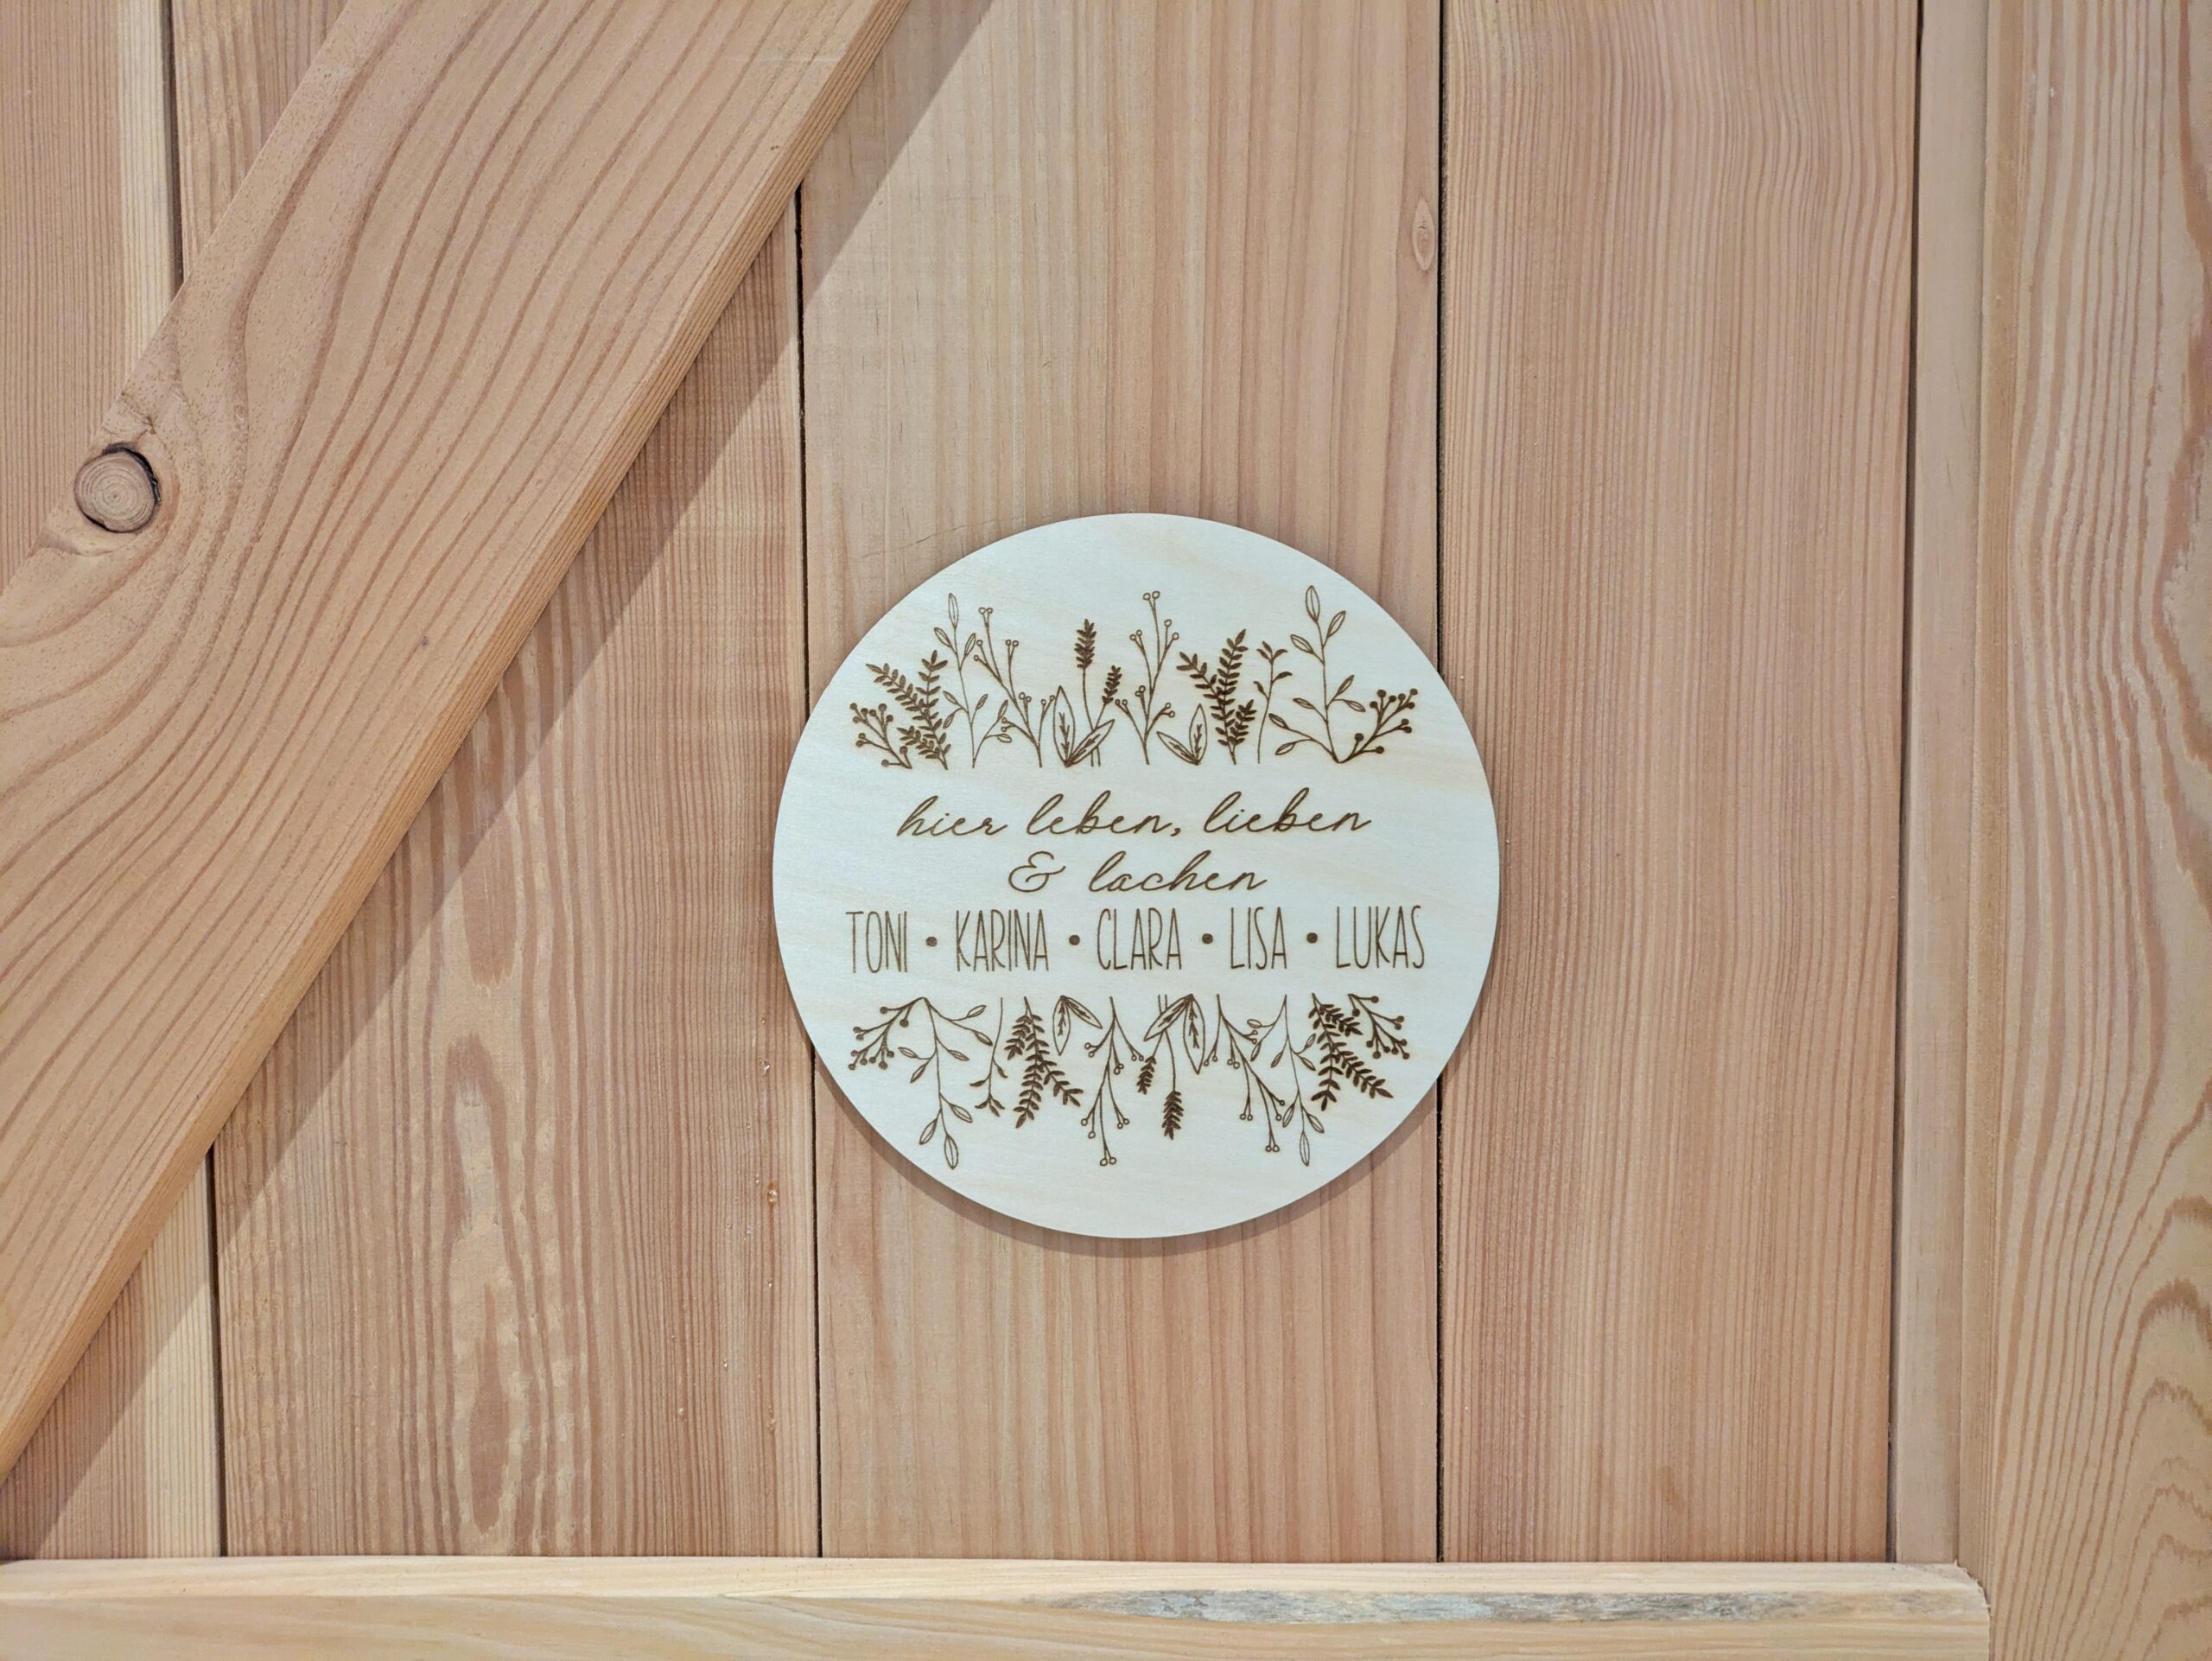 hier leben, lieben
& lachen
TONI • KARINA • CLARA • LISA • LUKAS